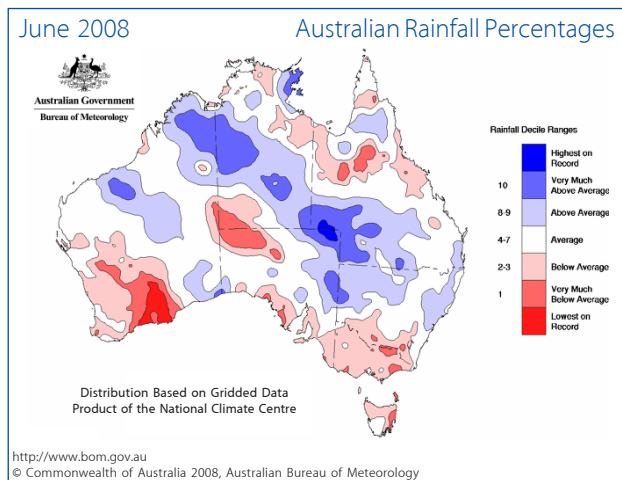 June 2008
Australian Rainfall Percentages
Australian Government
Bureau of Meteorology
Rainfall Decile Ranges
Highest on
Record
10 Very Much
Above Average
8-9 Above Average
4-7 Average
2-3 Below Average
1 Very Much
Below Average
Lowest on
Record
Distribution Based on Gridded Data
Product of the National Climate Centre
http://www.bom.gov.au
© Commonwealth of Australia 2008, Australian Bureau of Meteorology